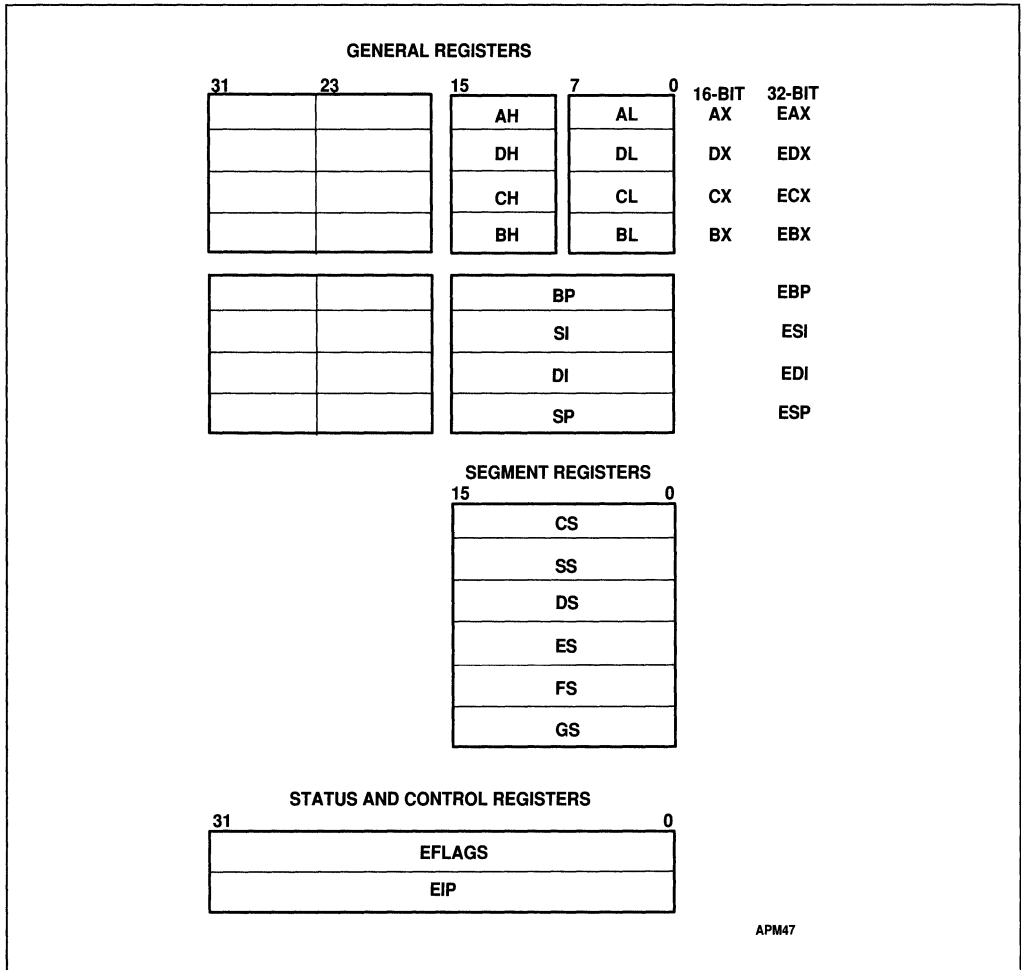 GENERAL REGISTERS
31 23 15 7 0 16-BIT 32-BIT
AH AL AX EAX
DH DL DX EDX
CH CL CX ECX
BH BL BX EBX
BP EBP
SI ESI
DI EDI
SP ESP
SEGMENT REGISTERS
15 0
CS
SS
DS
ES
FS
GS
STATUS AND CONTROL REGISTERS
31 0
EFLAGS
EIP
APM47